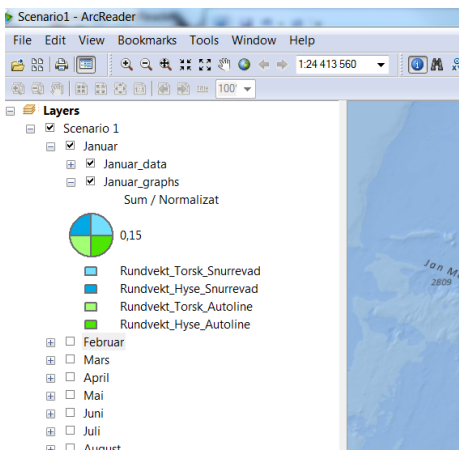 Scenario1 - ArcReader
File Edit View Bookmarks Tools Window Help
1:24 413 560
100%
Layers
Scenario 1
Januar
Januar_data
Januar_graphs
Sum / Normalizat
0,15
Rundvekt_Torsk_Snurrevad
Rundvekt_Hyse_Snurrevad
Rundvekt_Torsk_Autoline
Rundvekt_Hyse_Autoline
Februar
Mars
April
Mai
Juni
Juli
August
Jan
2809